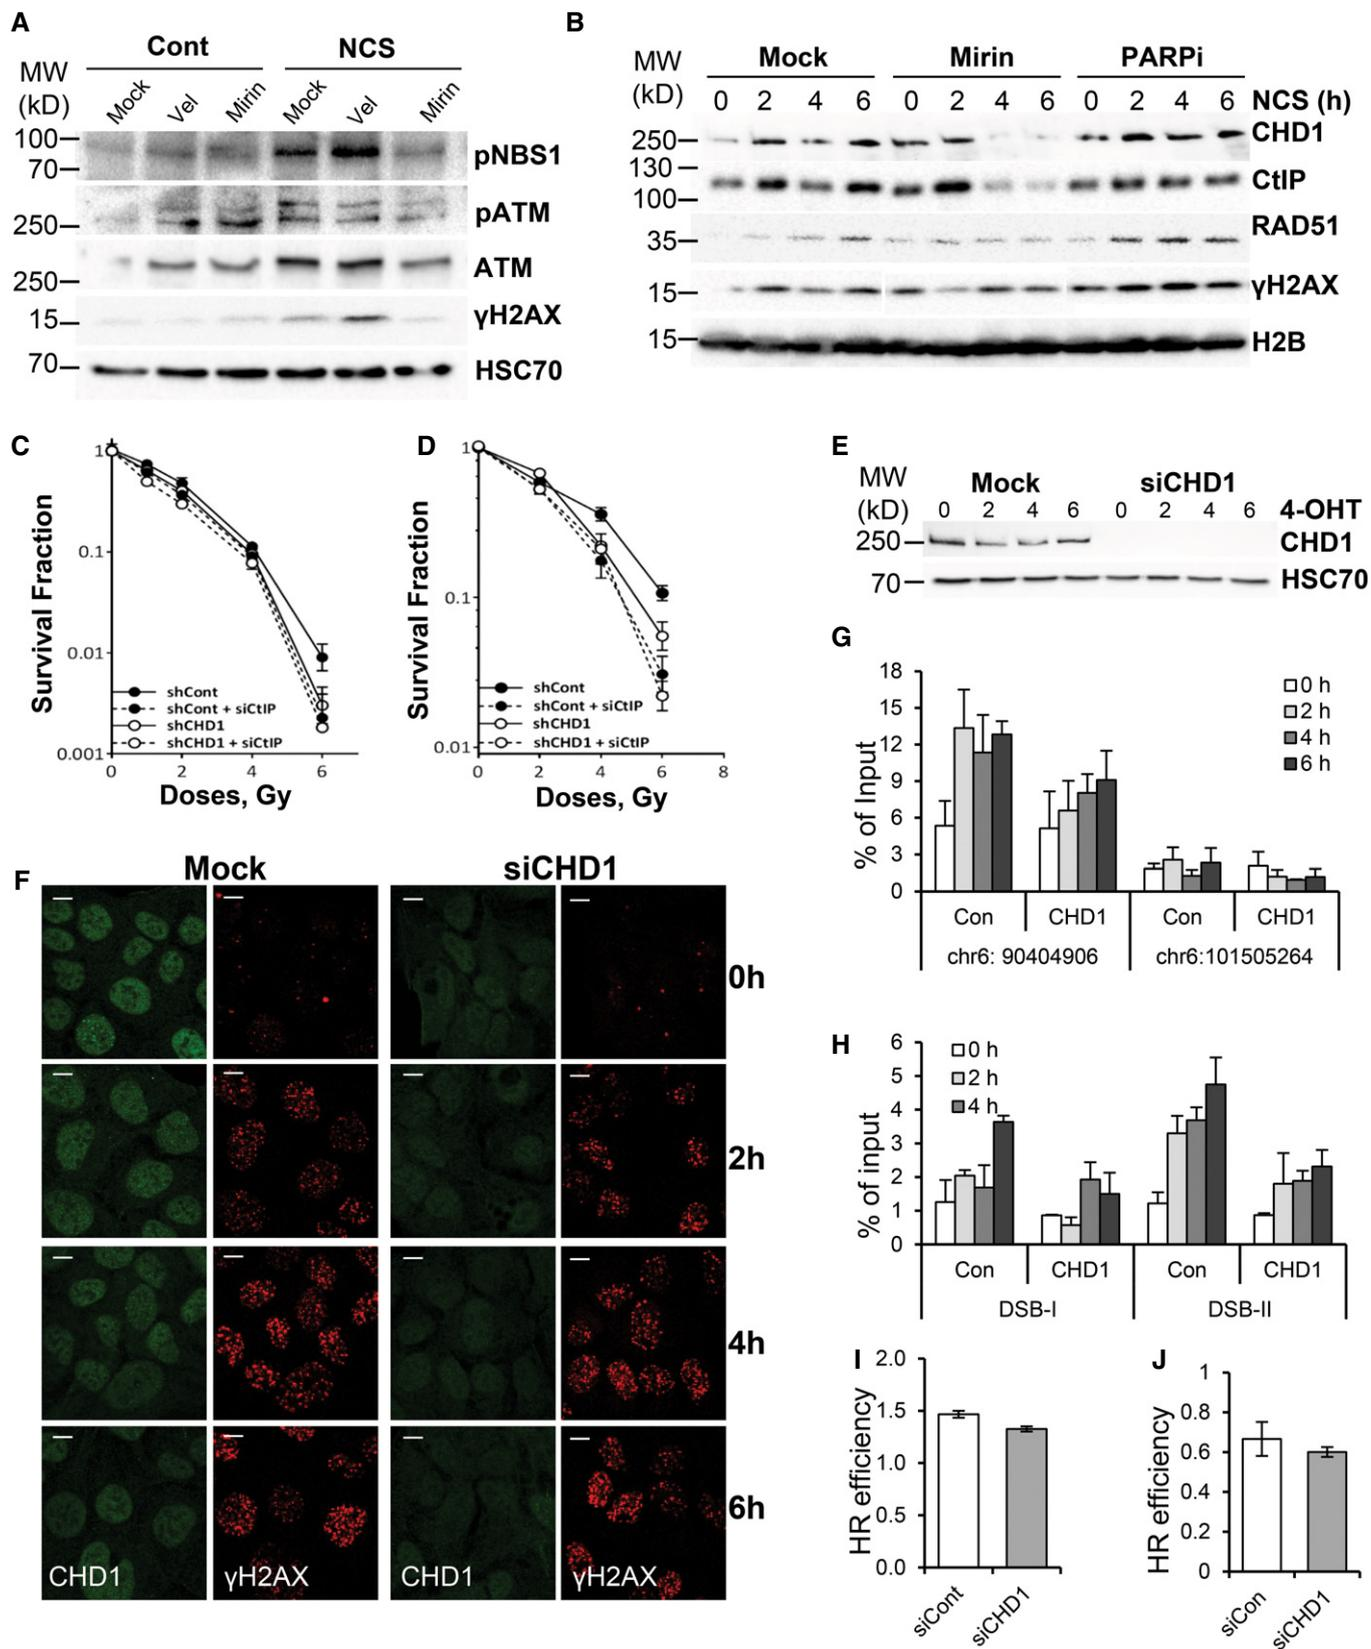 A
Cont
NCS
MW
(kD)
Mock
Vel
Mirin
Mock
Vel
Mirin
100
70
pNBS1
250
pATM
250
ATM
15
γH2AX
70
HSC70
B
MW
(kD)
Mock
Mirin
PARPi
0 2 4 6 0 2 4 6 0 2 4 6 NCS (h)
250
CHD1
130
100
CtIP
35
RAD51
15
γH2AX
15
H2B
C
Survival Fraction
1
0.1
0.01
0.001
shCont
shCont + siCtIP
shCHD1
shCHD1 + siCtIP
0 2 4 6
Doses, Gy
D
Survival Fraction
1
0.1
0.01
shCont
shCont + siCtIP
shCHD1
shCHD1 + siCtIP
0 2 4 6 8
Doses, Gy
E
MW
(kD)
Mock
siCHD1
0 2 4 6 0 2 4 6 4-OHT
250
CHD1
70
HSC70
F
Mock
siCHD1
0h
2h
4h
6h
CHD1
γH2AX
CHD1
γH2AX
G
% of Input
18
15
12
9
6
3
0
0 h
2 h
4 h
6 h
Con CHD1 Con CHD1
chr6: 90404906 chr6:101505264
H
% of input
6
5
4
3
2
1
0
0 h
2 h
4 h
Con CHD1 Con CHD1
DSB-I DSB-II
I
HR efficiency
2.0
1.5
1.0
0.5
0.0
siCont
siCHD1
J
HR efficiency
1
0.8
0.6
0.4
0.2
0
siCon
siCHD1